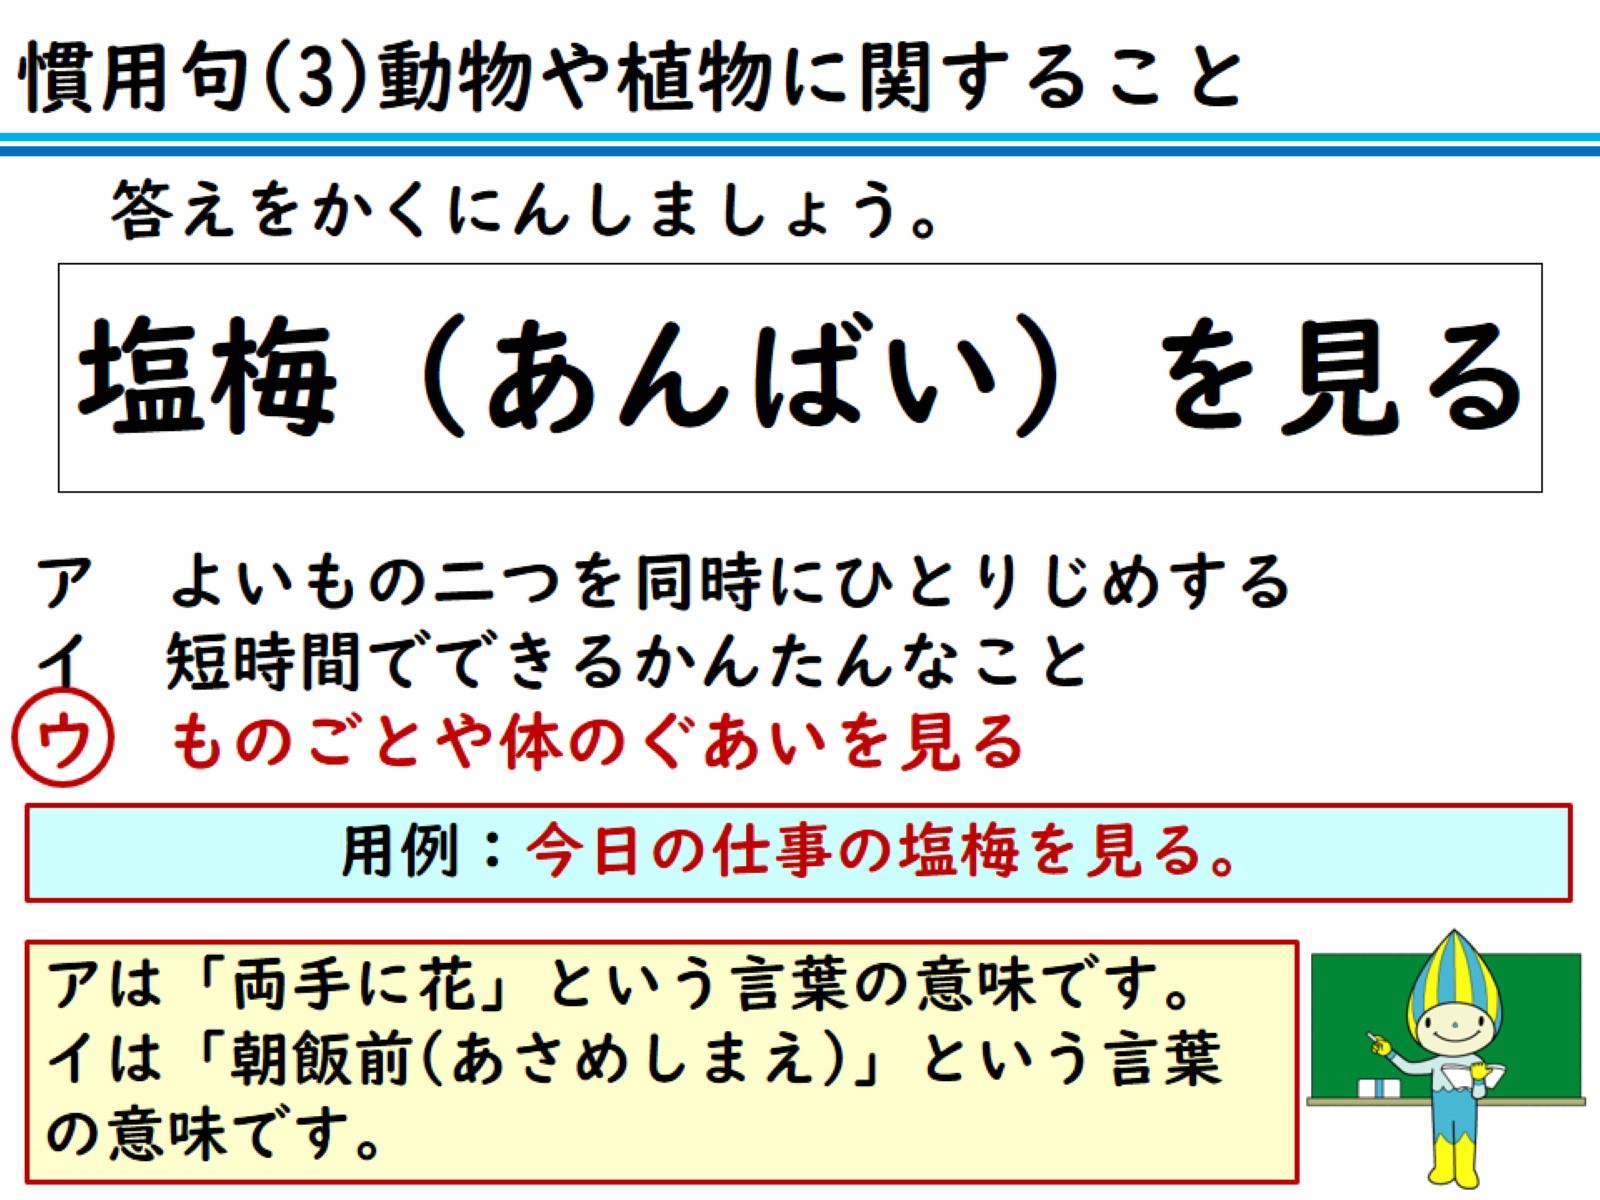 慣用句(3)動物や植物に関すること
答えをかくにんしましょう。
塩梅（あんばい）を見る
ア　よいもの二つを同時にひとりじめする
イ　短時間でできるかんたんなこと
ウ　ものごとや体のぐあいを見る
用例：今日の仕事の塩梅を見る。
アは「両手に花」という言葉の意味です。
イは「朝飯前(あさめしまえ)」という言葉
の意味です。